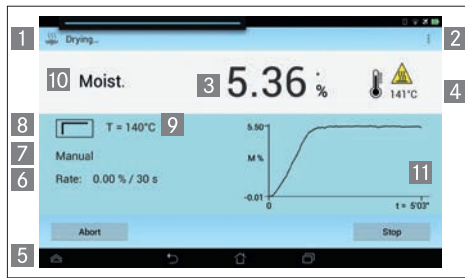 1 Drying... 2
10 Moist. 3 5.36 % 141°C 4
8 T = 140°C 9
7 Manual
6 Rate: 0.00 % / 30 s
5.50
M %
-0.01
0 t = 5'03"
11
Abort Stop
5